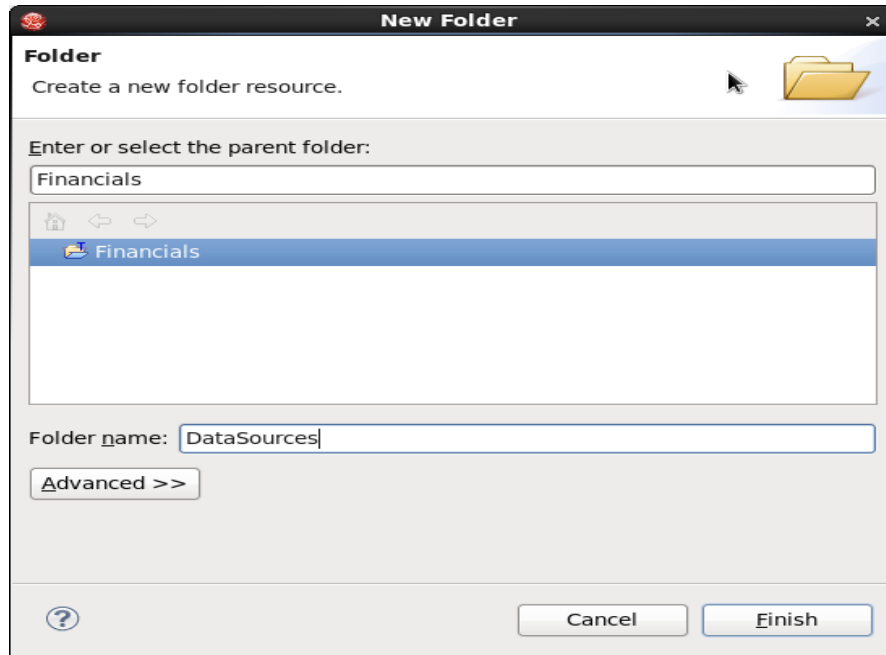 New Folder
Folder
Create a new folder resource.
Enter or select the parent folder:
Financials
Financials
Folder name: DataSources
Advanced >>
Cancel
Finish